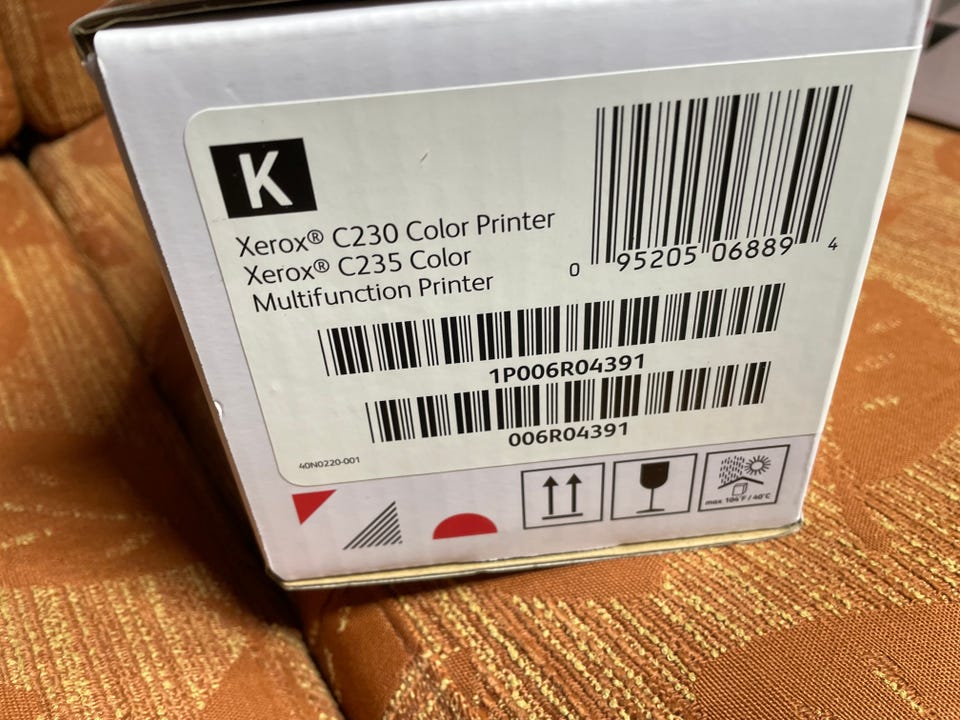 K
Xerox® C230 Color Printer
Xerox® C235 Color
Multifunction Printer
0 95205 06889 4
1P006R04391
006R04391
40N0220-001
max. 104°F / 40°C